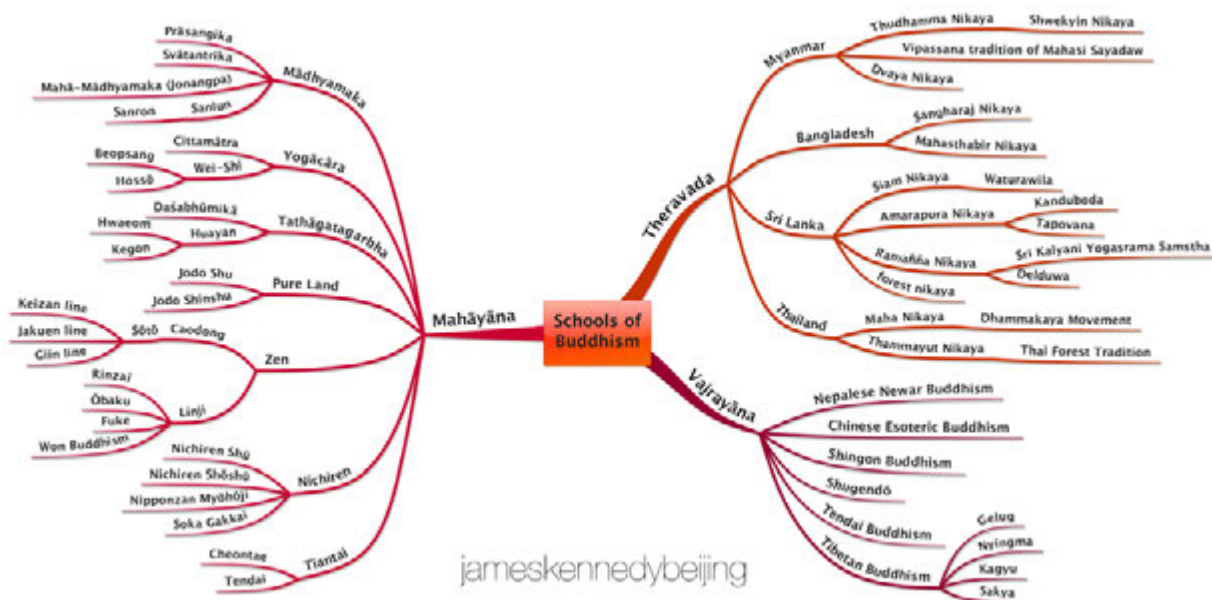 Schools of
Buddhism
Mahāyāna
Mādhyamaka
Prāsangika
Svātantrika
Mahā-Mādhyamaka (Jonangpa)
Sanlun
Sanron
Yogācāra
Cittamātra
Wei-Shi
Beopsang
Hossō
Tathāgatagarbha
Daśabhūmikā
Huayan
Hwaeom
Kegon
Pure Land
Jodo Shu
Jodo Shinshu
Zen
Caodong
Sōtō
Keizan line
Jakuen line
Giin line
Linji
Rinzai
Ōbaku
Fuke
Won Buddhism
Nichiren
Nichiren Shū
Nichiren Shōshū
Nipponzan Myōhōji
Soka Gakkai
Tiantai
Cheontae
Tendai
Theravada
Myanmar
Thudhamma Nikaya
Shwekyin Nikaya
Vipassana tradition of Mahasi Sayadaw
Dvaya Nikaya
Bangladesh
Sangharaj Nikaya
Mahasthabir Nikaya
Sri Lanka
Siam Nikaya
Waturawila
Amarapura Nikaya
Kanduboda
Tapovana
Ramañña Nikaya
Sri Kalyani Yogasrama Samstha
Delduwa
forest nikaya
Thailand
Maha Nikaya
Dhammakaya Movement
Thammayut Nikaya
Thai Forest Tradition
Vajrayāna
Nepalese Newar Buddhism
Chinese Esoteric Buddhism
Shingon Buddhism
Shugendō
Tendai Buddhism
Tibetan Buddhism
Gelug
Nyingma
Kagyu
Sakya
jameskennedybeijing